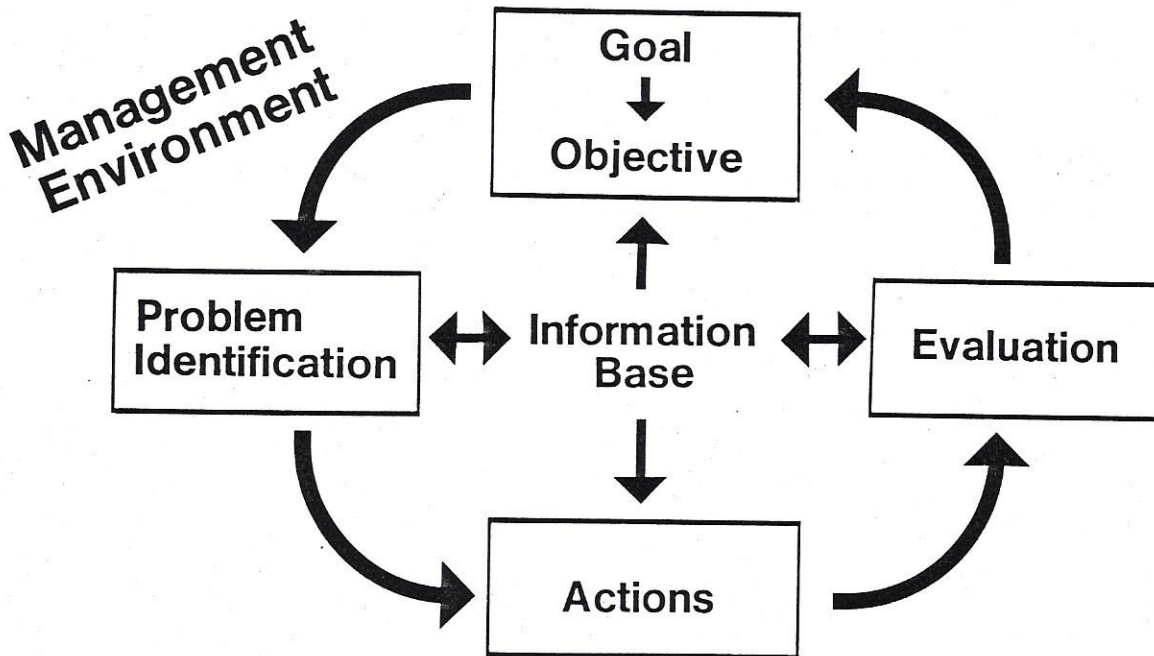 Management
Environment
Goal
Objective
Problem
Identification
Information
Base
Evaluation
Actions